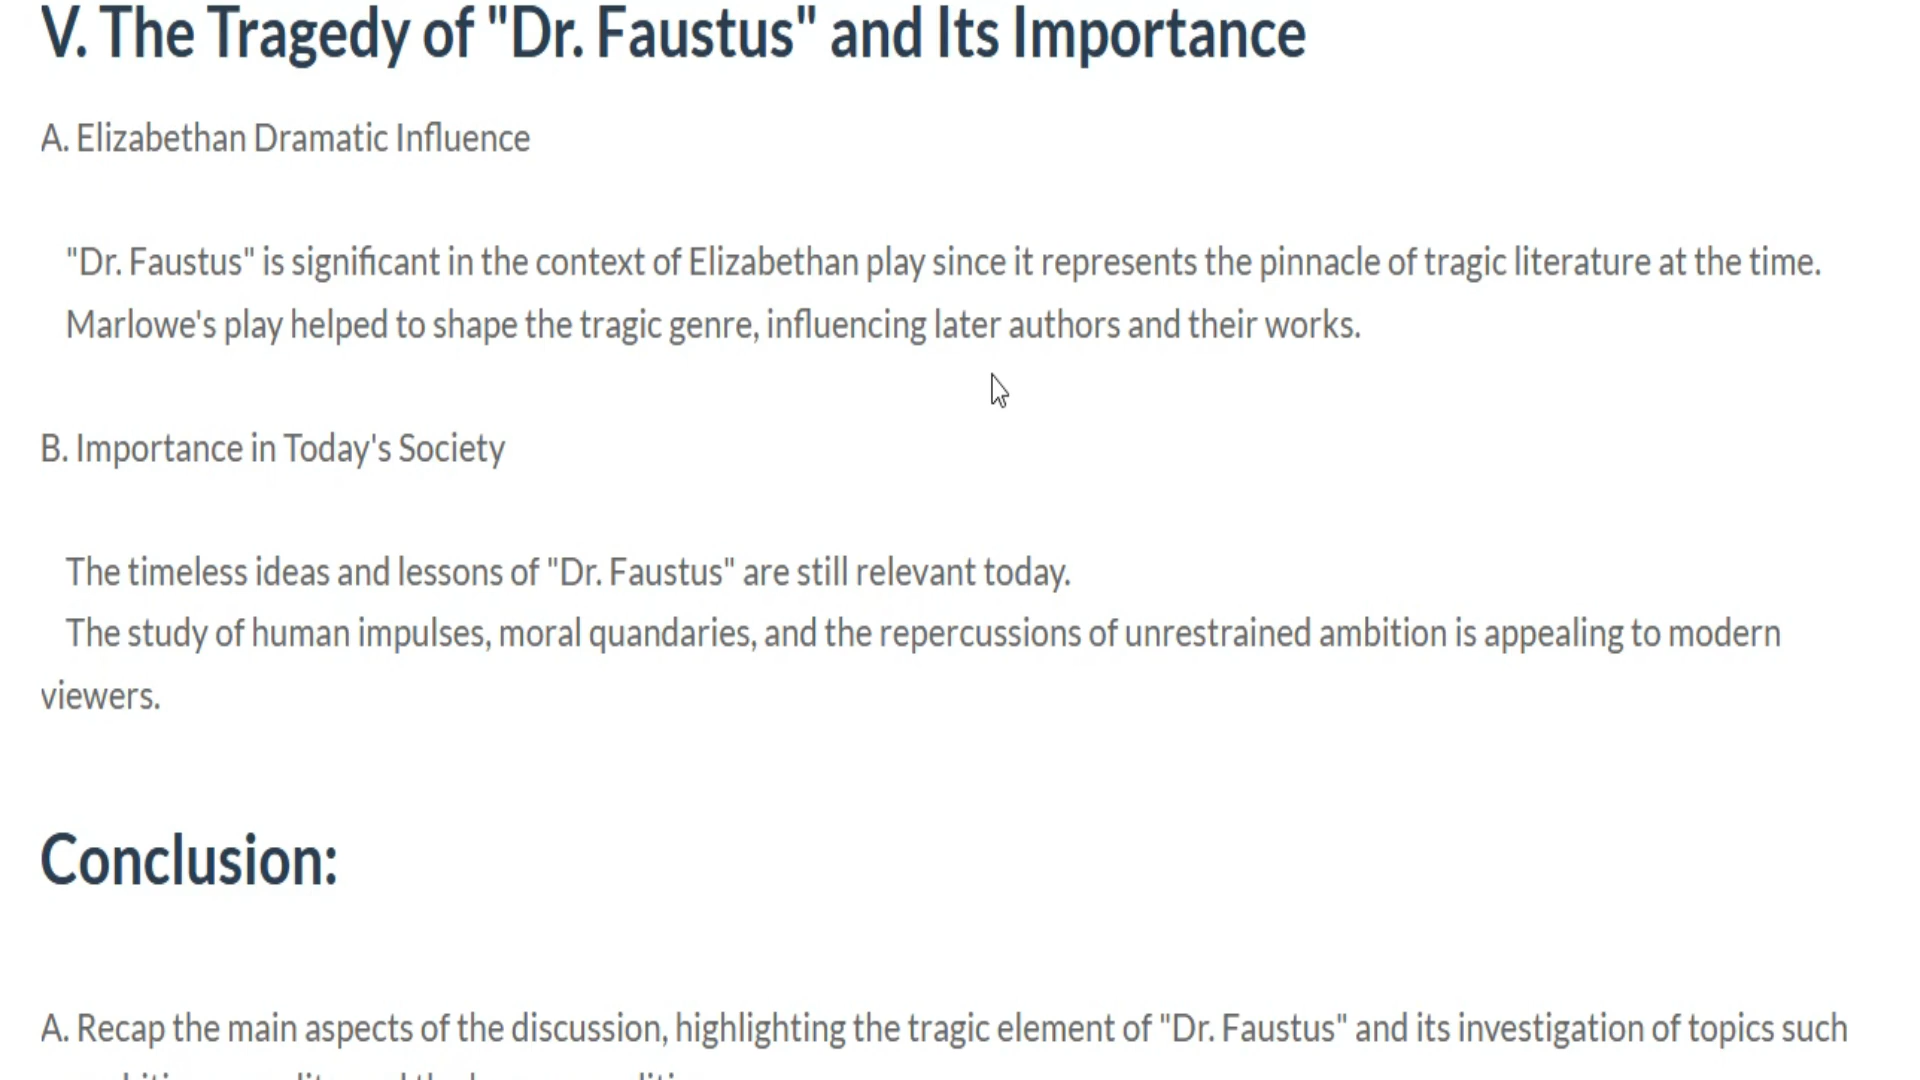 V. The Tragedy of "Dr. Faustus" and Its Importance
A. Elizabethan Dramatic Influence
"Dr. Faustus" is significant in the context of Elizabethan play since it represents the pinnacle of tragic literature at the time.
Marlowe's play helped to shape the tragic genre, influencing later authors and their works.
B. Importance in Today's Society
The timeless ideas and lessons of "Dr. Faustus" are still relevant today.
The study of human impulses, moral quandaries, and the repercussions of unrestrained ambition is appealing to modern
viewers.
Conclusion:
A. Recap the main aspects of the discussion, highlighting the tragic element of "Dr. Faustus" and its investigation of topics such